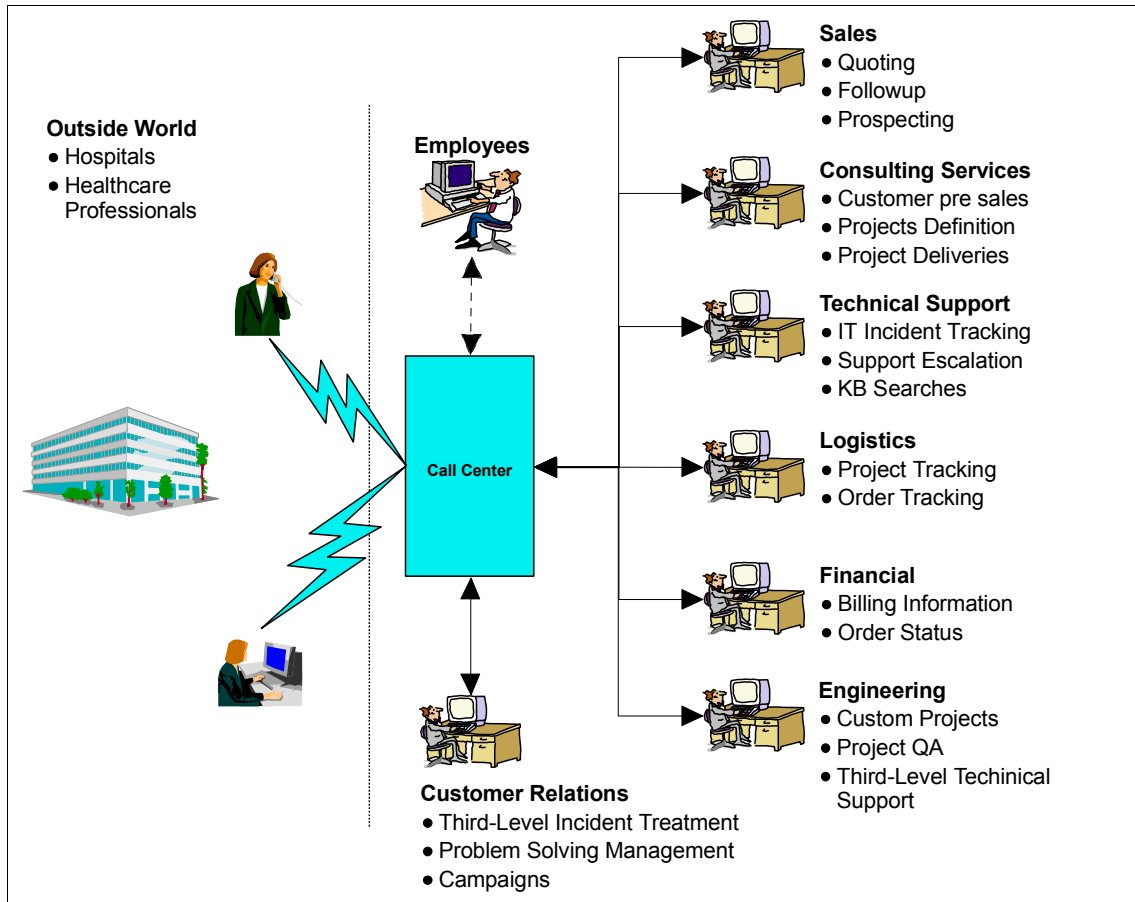 Outside World
● Hospitals
● Healthcare
Professionals
Employees
Call Center
Customer Relations
● Third-Level Incident Treatment
● Problem Solving Management
● Campaigns
Sales
● Quoting
● Followup
● Prospecting
Consulting Services
● Customer pre sales
● Projects Definition
● Project Deliveries
Technical Support
● IT Incident Tracking
● Support Escalation
● KB Searches
Logistics
● Project Tracking
● Order Tracking
Financial
● Billing Information
● Order Status
Engineering
● Custom Projects
● Project QA
● Third-Level Techinical
Support